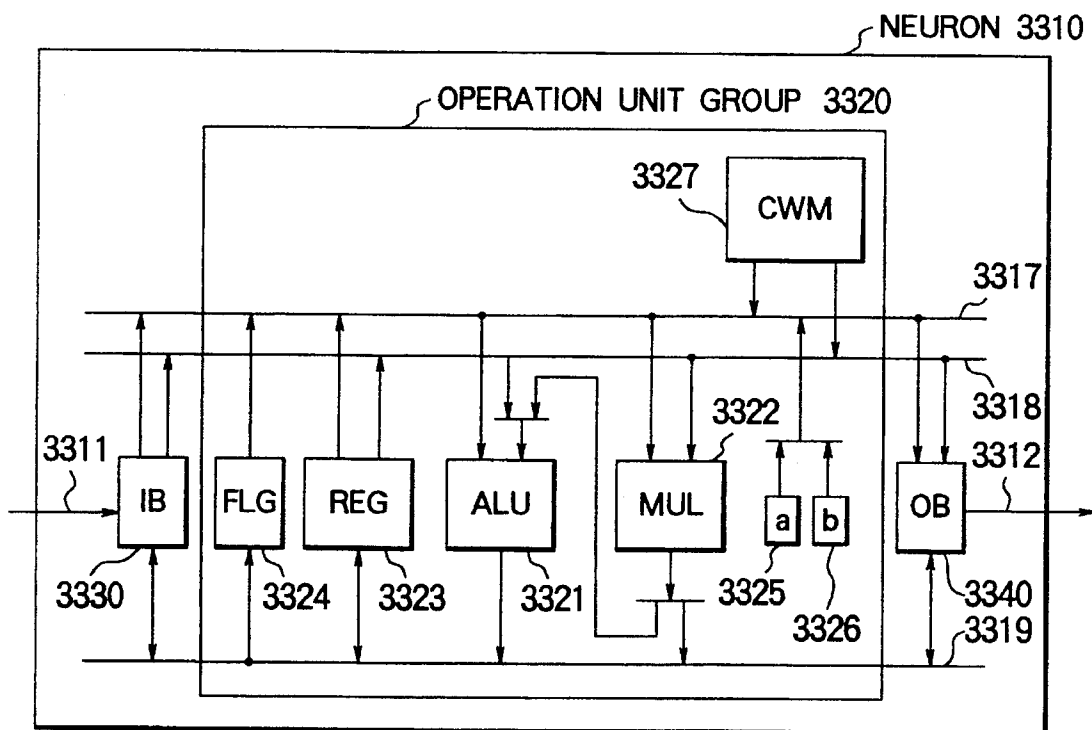 NEURON 3310
OPERATION UNIT GROUP 3320
3327
CWM
3317
3318
3322
3311
3312
IB
FLG
REG
ALU
MUL
a
b
OB
3330
3324
3323
3321
3325
3326
3340
3319